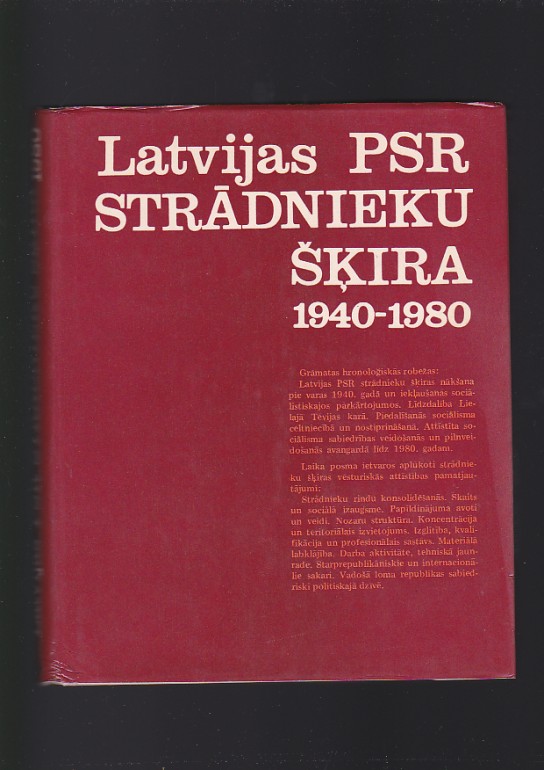 Latvijas PSR
STRĀDNIEKU
ŠĶIRA
1940-1980
Grāmatas hronoloģiskās robežas:
Latvijas PSR strādnieku šķiras nākšana
pie varas 1940. gadā un iekļaušanās sociā-
listiskajos pārkārtojumos. Līdzdalība Lie-
lajā Tēvijas karā. Piedalīšanās sociālisma
celtniecībā un nostiprināšanā. Attīstīta so-
ciālisma sabiedrības veidošanās un pilnvei-
došanās avangardā līdz 1980. gadam.
Laika posma ietvaros aplūkoti strādnie-
ku šķiras vēsturiskās attīstības pamatjau-
tājumi:
Strādnieku rindu konsolidēšanās. Skaits
un sociālā izaugsme. Papildinājuma avoti
un veidi. Nozaru struktūra. Koncentrācija
un teritoriālais izvietojums. Izglītība, kvali-
fikācija un profesionālais sastāvs. Materiālā
labklājība. Darba aktivitāte, tehniskā jaun-
rade. Starprepublikāniskie un internacionā-
lie sakari. Vadošā loma republikas sabied-
riski politiskajā dzīvē.